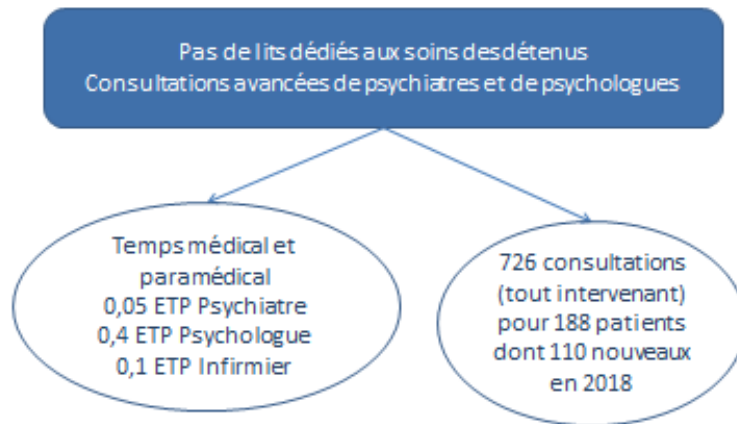 Pas de lits dédiés aux soins des détenus
Consultations avancées de psychiatres et de psychologues
Temps médical et
paramédical
0,05 ETP Psychiatre
0,4 ETP Psychologue
0,1 ETP Infirmier
726 consultations
(tout intervenant)
pour 188 patients
dont 110 nouveaux
en 2018